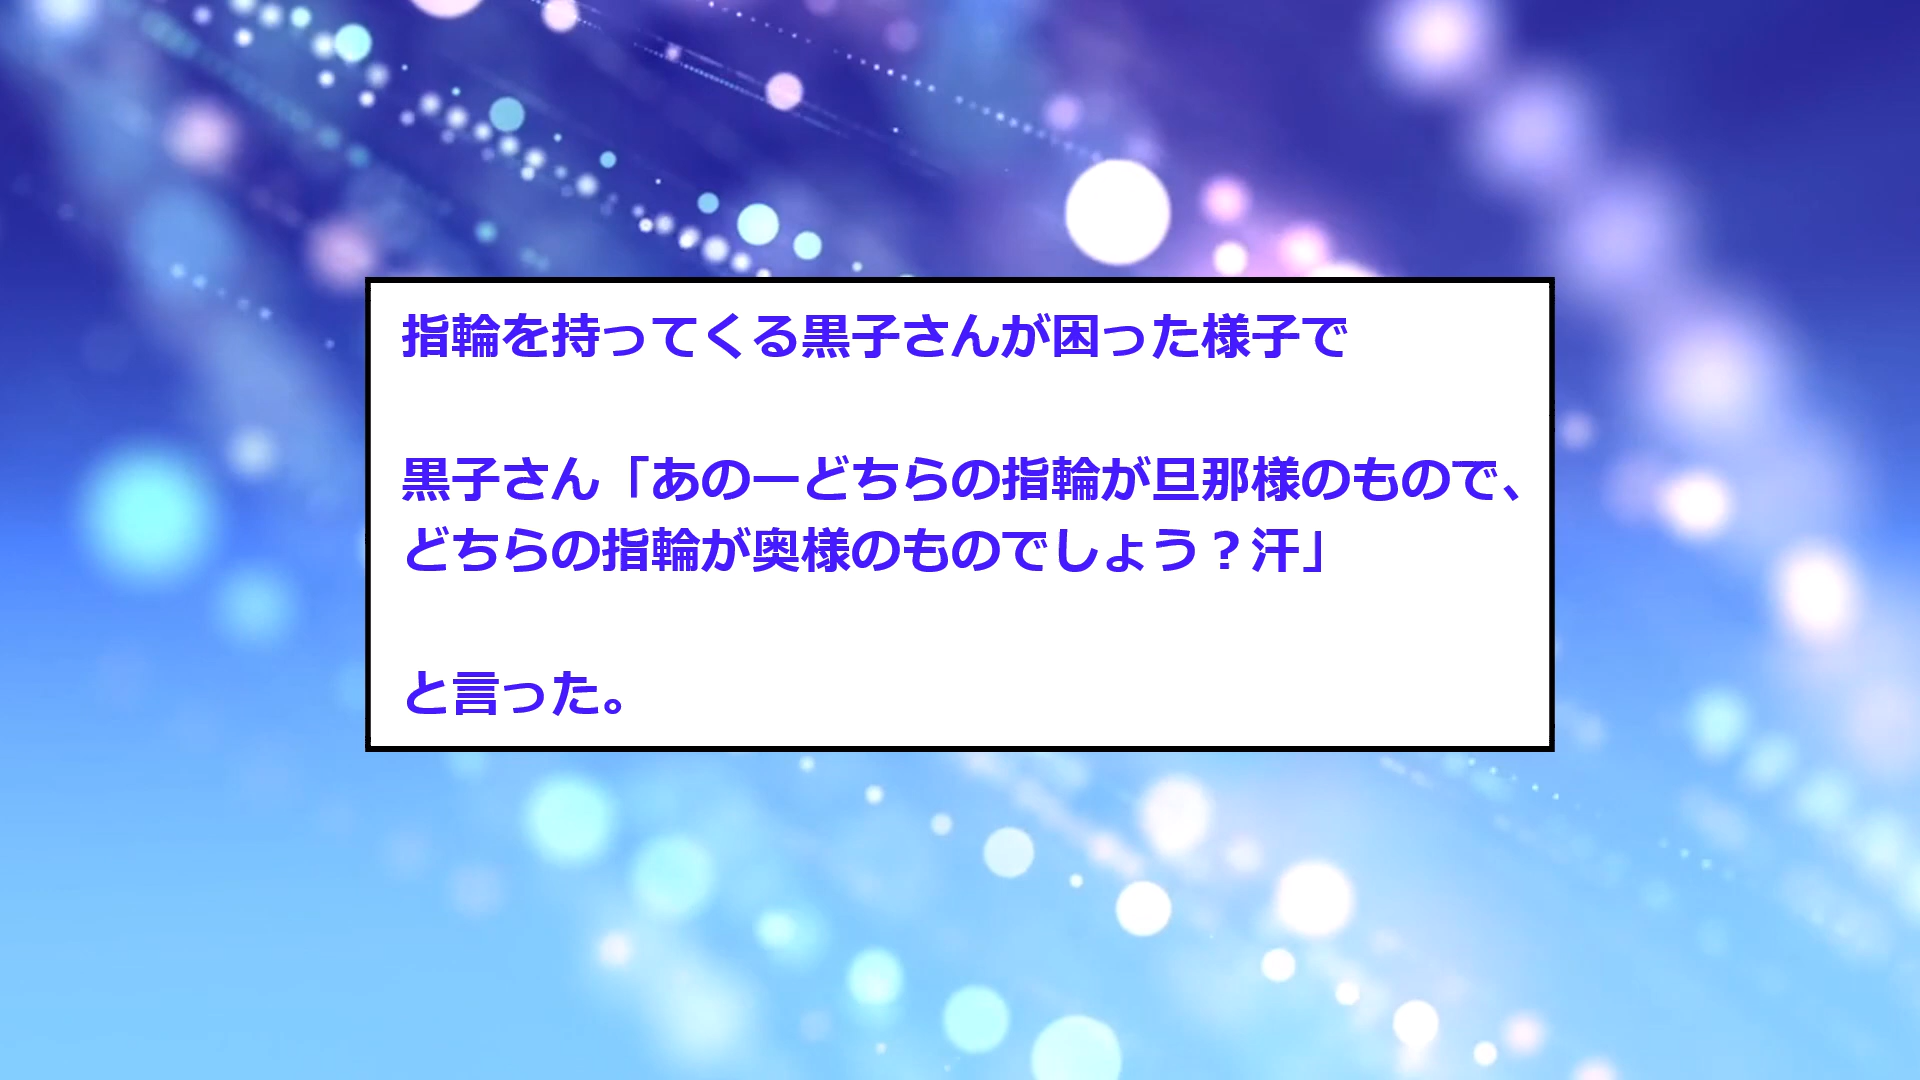 指輪を持ってくる黒子さんが困った様子で
黒子さん「あのーどちらの指輪が旦那様のもので、
どちらの指輪が奥様のものでしょう？汗」
と言った。